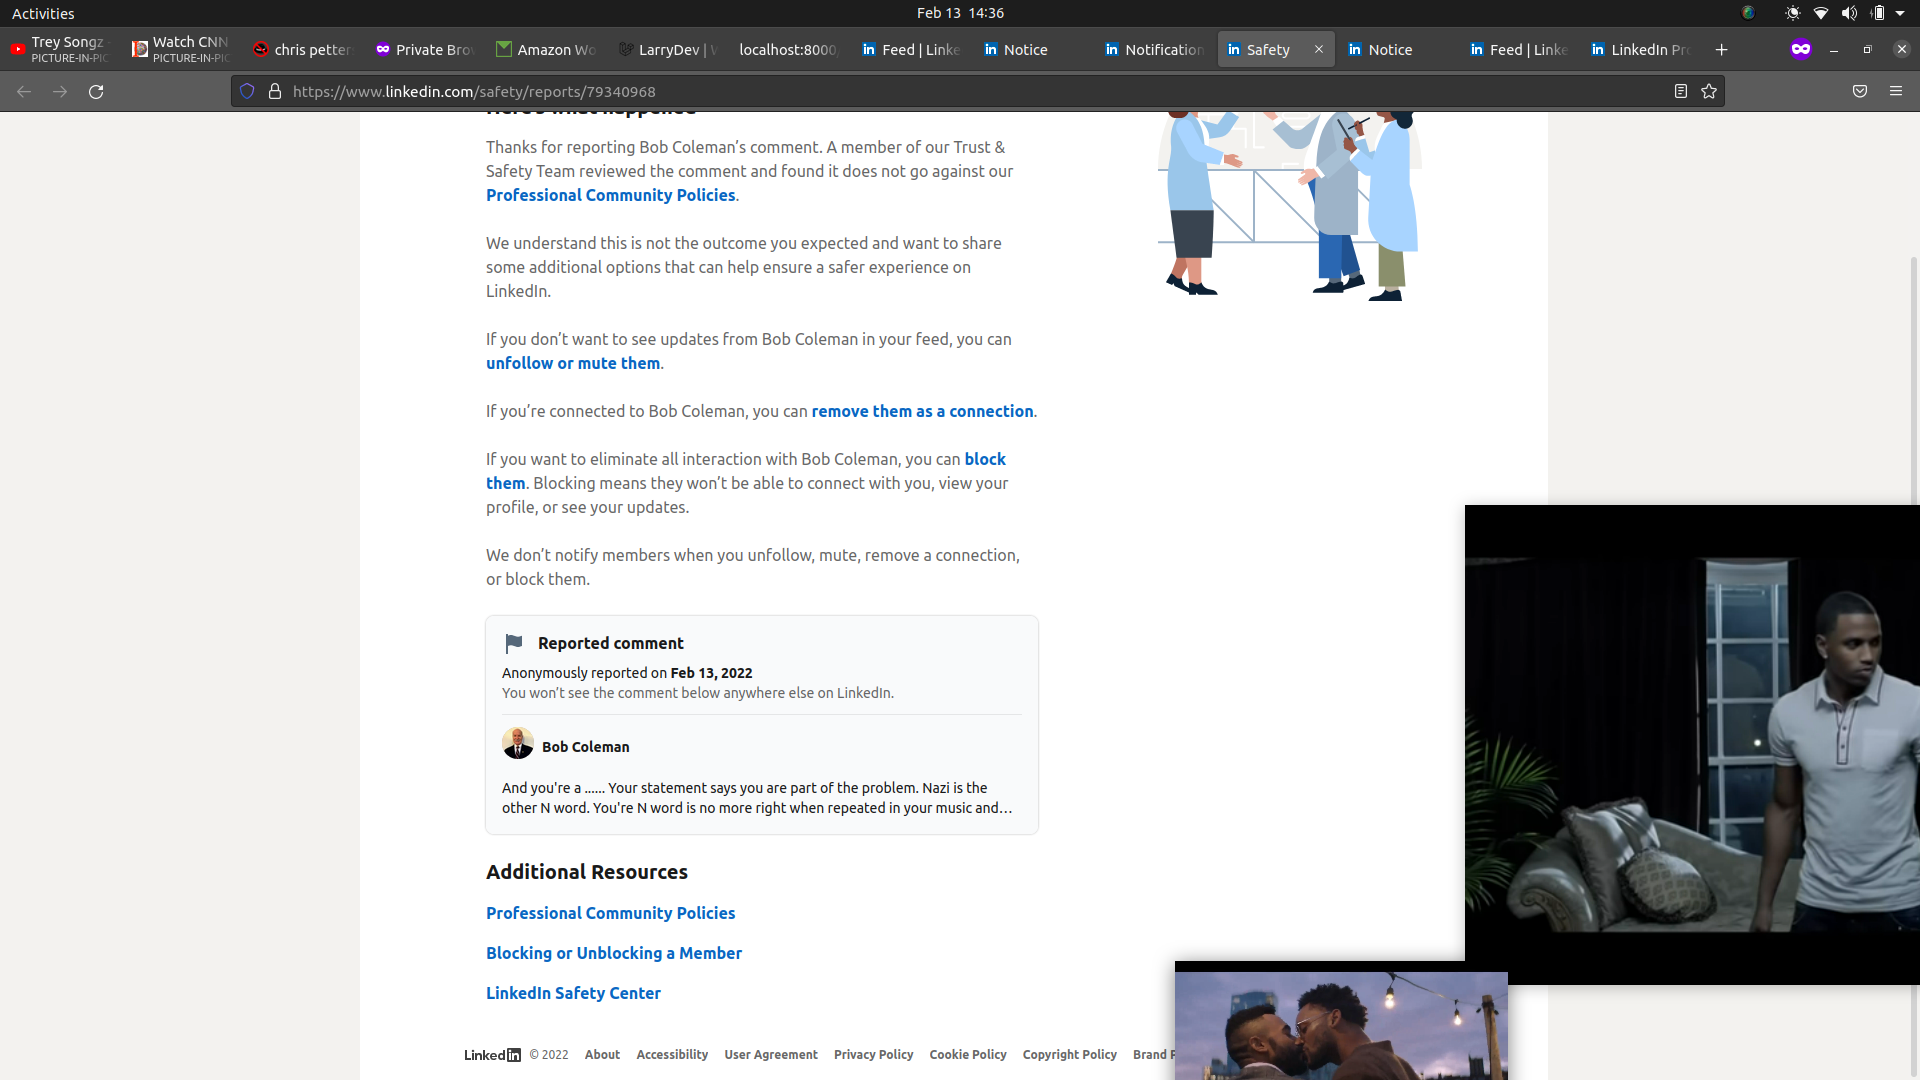 Activities
Feb 13 14:36
Trey Songz
PICTURE-IN-PIC
Watch CNN
PICTURE-IN-PIC
chris petter
Private Brow
Amazon Wo
LarryDev |
localhost:8000/
Feed | Linke
Notice
Notification
Safety
Notice
Feed | Linke
LinkedIn Pro
https://www.linkedin.com/safety/reports/79340968
Here's what happened
Thanks for reporting Bob Coleman’s comment. A member of our Trust &
Safety Team reviewed the comment and found it does not go against our
Professional Community Policies.
We understand this is not the outcome you expected and want to share
some additional options that can help ensure a safer experience on
LinkedIn.
If you don’t want to see updates from Bob Coleman in your feed, you can
unfollow or mute them.
If you’re connected to Bob Coleman, you can remove them as a connection.
If you want to eliminate all interaction with Bob Coleman, you can block
them. Blocking means they won’t be able to connect with you, view your
profile, or see your updates.
We don’t notify members when you unfollow, mute, remove a connection,
or block them.
Reported comment
Anonymously reported on Feb 13, 2022
You won’t see the comment below anywhere else on LinkedIn.
Bob Coleman
And you're a ...... Your statement says you are part of the problem. Nazi is the
other N word. You're N word is no more right when repeated in your music and…
Additional Resources
Professional Community Policies
Blocking or Unblocking a Member
LinkedIn Safety Center
LinkedIn © 2022 About Accessibility User Agreement Privacy Policy Cookie Policy Copyright Policy Brand